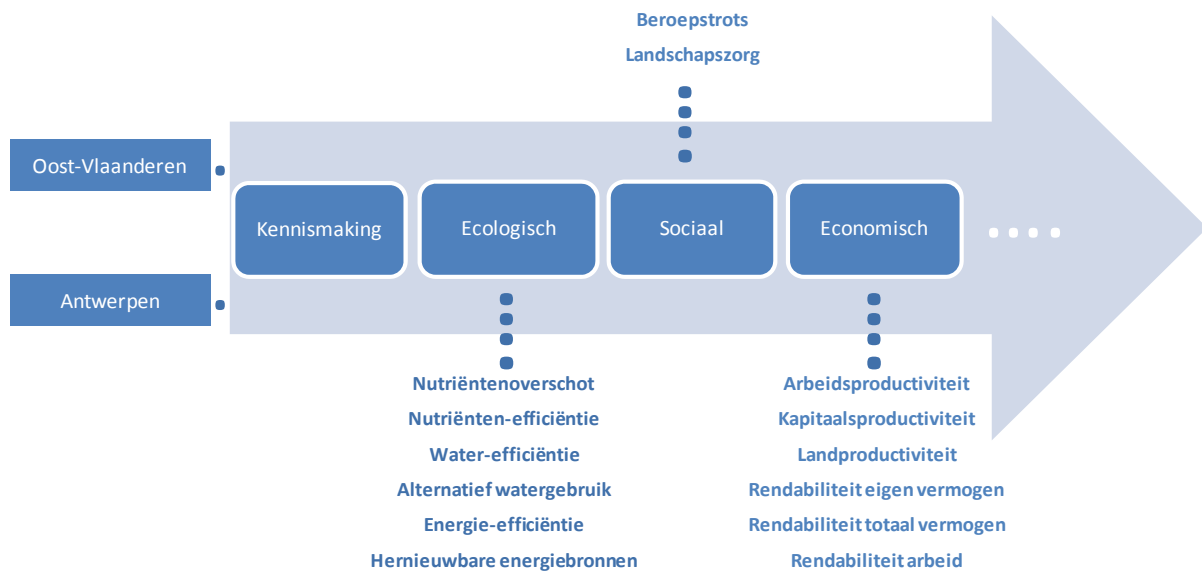 Beroepstrots
Landschapszorg
Oost-Vlaanderen
Antwerpen
Kennismaking
Ecologisch
Sociaal
Economisch
Nutriëntenoverschot
Nutriënten-efficiëntie
Water-efficiëntie
Alternatief watergebruik
Energie-efficiëntie
Hernieuwbare energiebronnen
Arbeidsproductiviteit
Kapitaalsproductiviteit
Landproductiviteit
Rendabiliteit eigen vermogen
Rendabiliteit totaal vermogen
Rendabiliteit arbeid